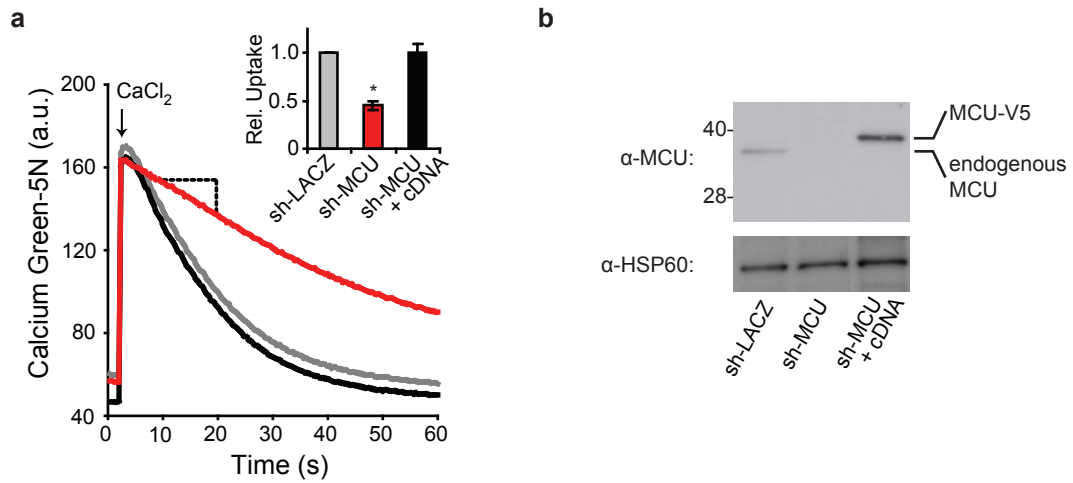 a
b
CaCl2
Rel. Uptake
1.0
0.5
0
*
sh-LACZ
sh-MCU
sh-MCU
+ cDNA
Calcium Green-5N (a.u.)
200
160
120
80
40
0
10
20
30
40
50
60
Time (s)
α-MCU:
40-
28-
MCU-V5
endogenous
MCU
α-HSP60:
sh-LACZ
sh-MCU
sh-MCU
+ cDNA